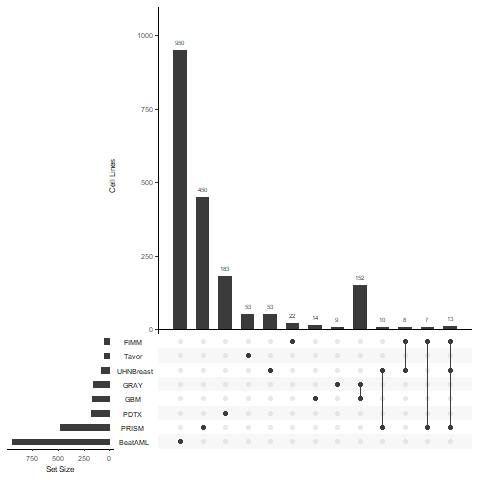 1000
950
750
Cell Lines
500
450
250
183
152
53
53
22
14
9
10
8
7
13
0
FIMM
Tavor
UHNBreast
GRAY
GBM
PDTX
PRISM
BeatAML
750 500 250 0
Set Size